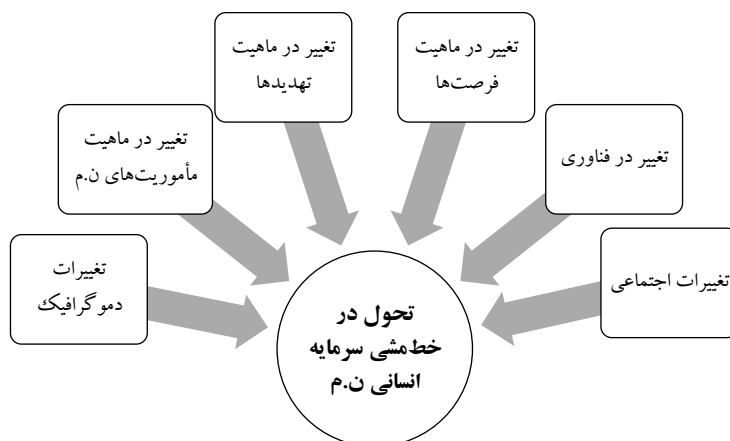 تغییر در ماهیت
فرصت‌ها
تغییر در ماهیت
تهدیدها
تغییر در فناوری
تغییر در ماهیت
مأموریت‌های ن.م
تغییرات اجتماعی
تغییرات
دموگرافیک
تحول در
خط‌مشی سرمایه
انسانی ن.م